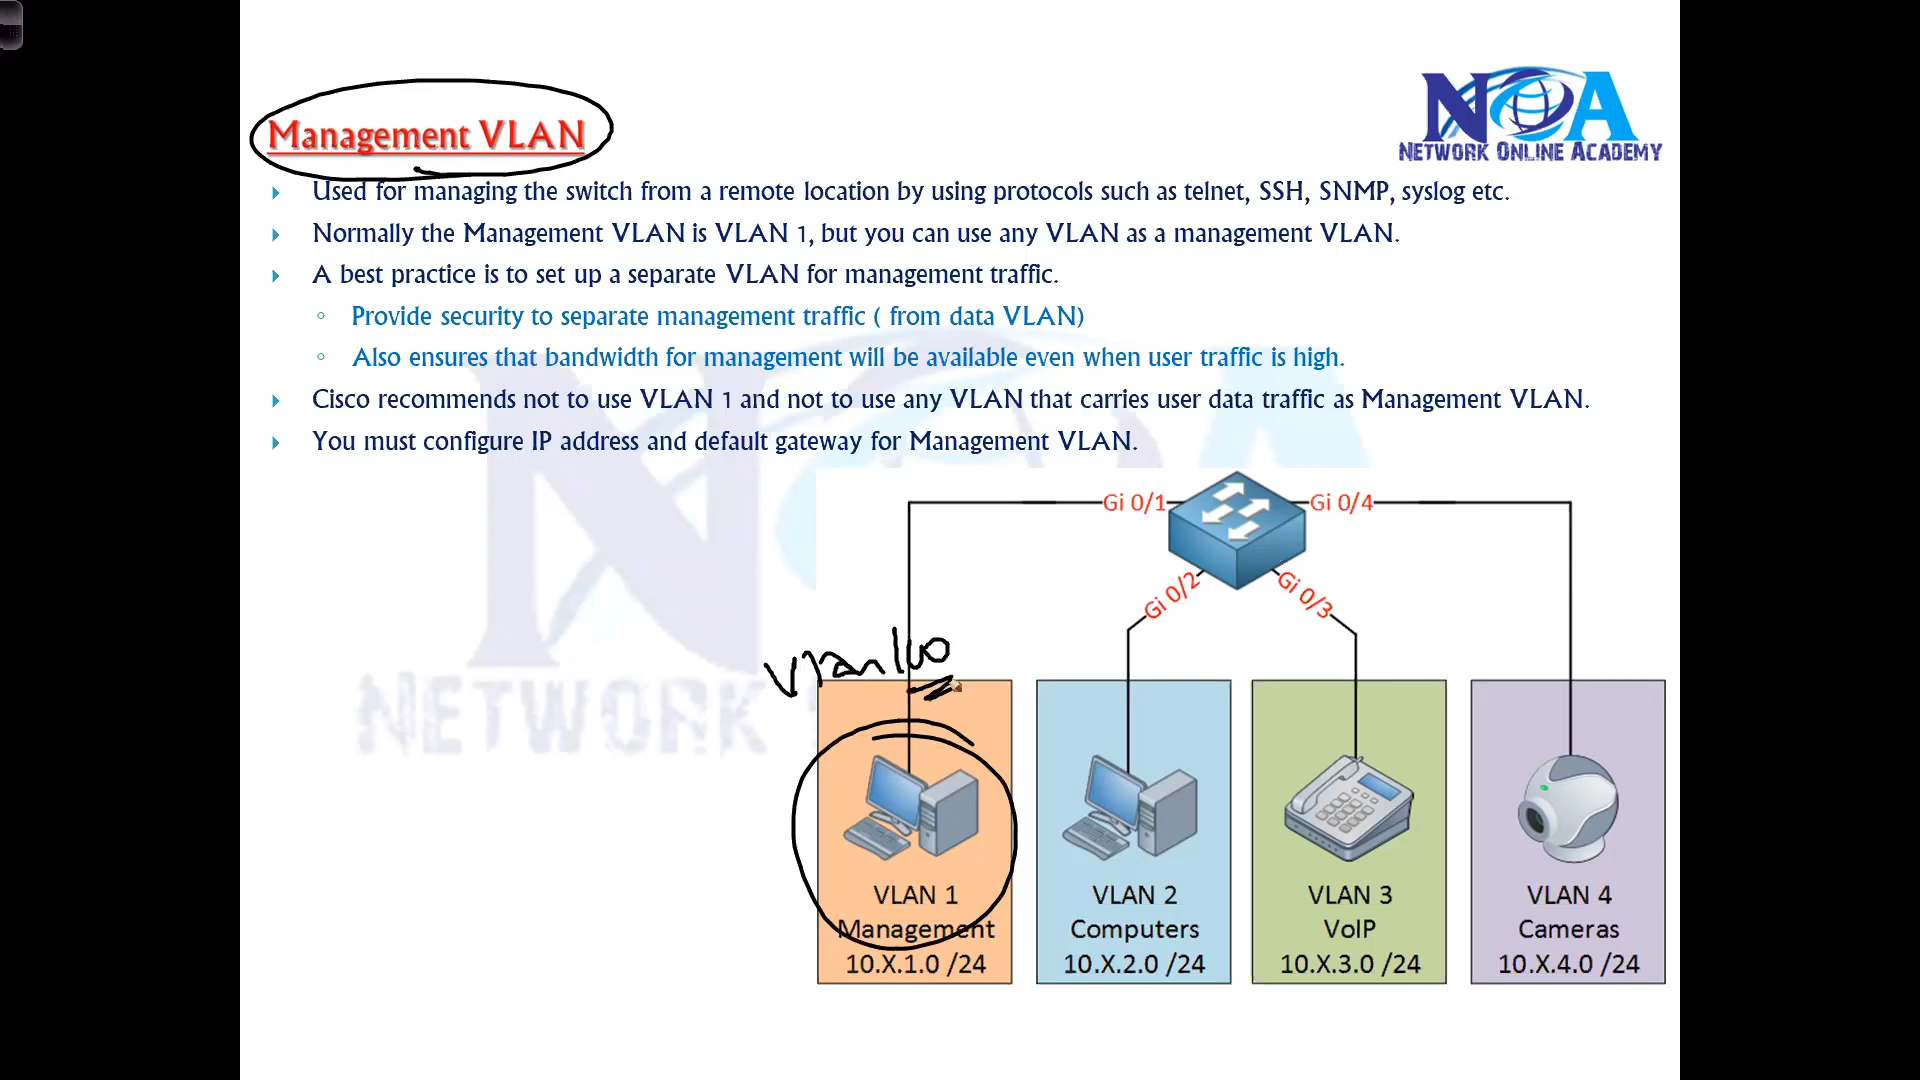 NOA
NETWORK ONLINE ACADEMY
Management VLAN
Used for managing the switch from a remote location by using protocols such as telnet, SSH, SNMP, syslog etc.
Normally the Management VLAN is VLAN 1, but you can use any VLAN as a management VLAN.
A best practice is to set up a separate VLAN for management traffic.
Provide security to separate management traffic ( from data VLAN)
Also ensures that bandwidth for management will be available even when user traffic is high.
Cisco recommends not to use VLAN 1 and not to use any VLAN that carries user data traffic as Management VLAN.
You must configure IP address and default gateway for Management VLAN.
Gi 0/1
Gi 0/4
Gi 0/2
Gi 0/3
Vlan 100
NETWORK
VLAN 1
Management
10.X.1.0 /24
VLAN 2
Computers
10.X.2.0 /24
VLAN 3
VoIP
10.X.3.0 /24
VLAN 4
Cameras
10.X.4.0 /24